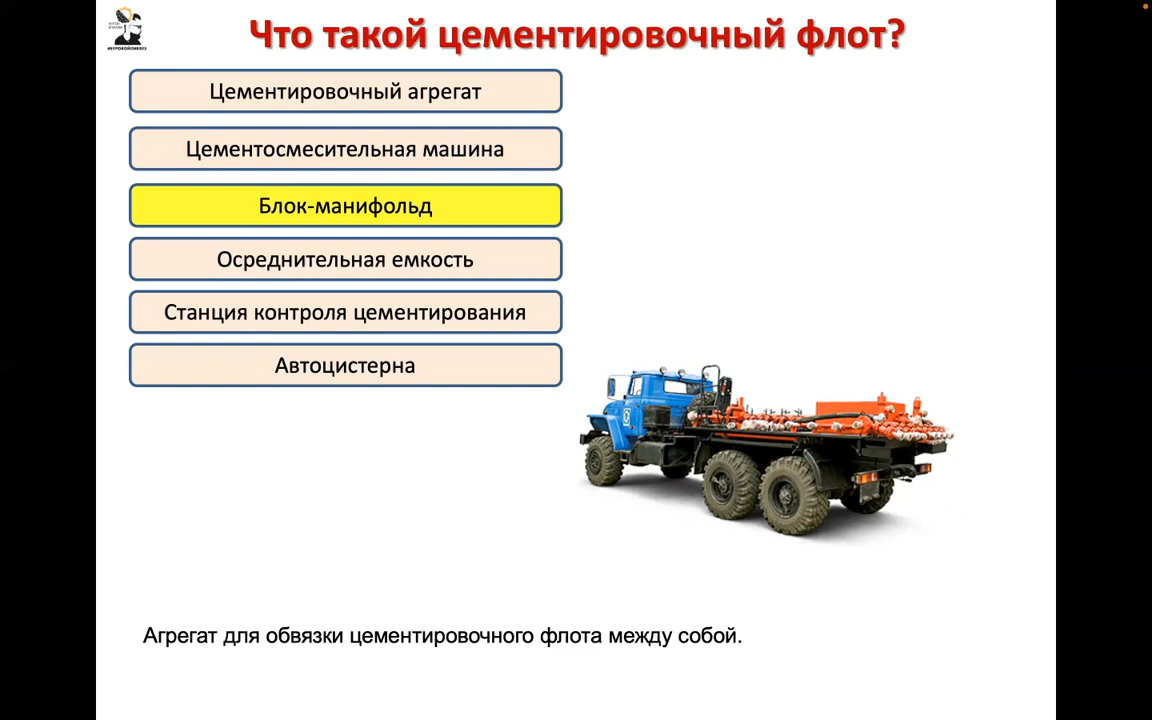 Что такой цементировочный флот?
Цементировочный агрегат
Цементосмесительная машина
Блок-манифольд
Осреднительная емкость
Станция контроля цементирования
Автоцистерна
Агрегат для обвязки цементировочного флота между собой.